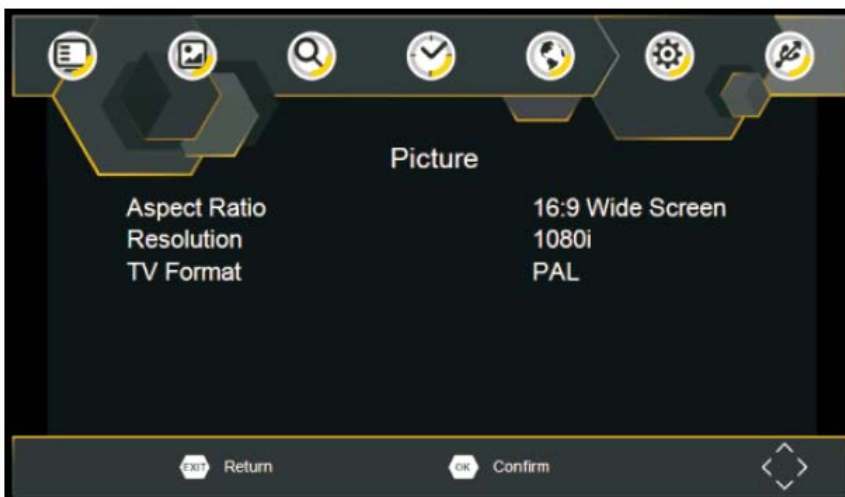 Picture
Aspect Ratio 16:9 Wide Screen
Resolution 1080i
TV Format PAL
EXIT Return OK Confirm